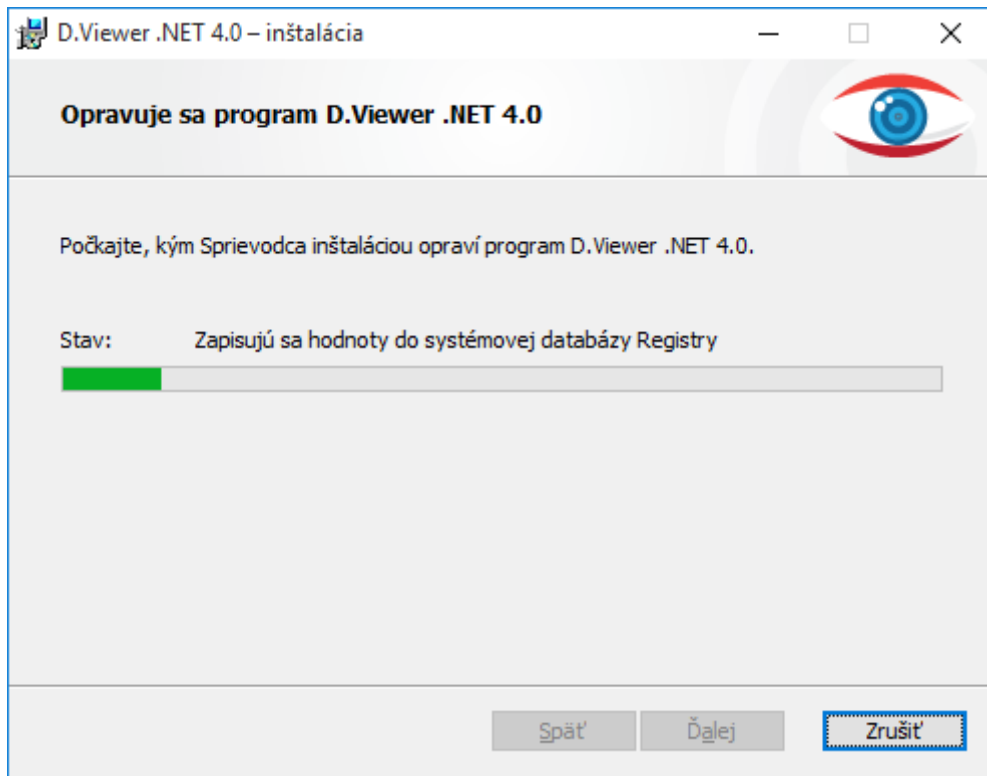 D.Viewer .NET 4.0 – inštalácia
Opravuje sa program D.Viewer .NET 4.0
Počkajte, kým Sprievodca inštaláciou opraví program D.Viewer .NET 4.0.
Stav: Zapisujú sa hodnoty do systémovej databázy Registry
Späť Ďalej Zrušiť